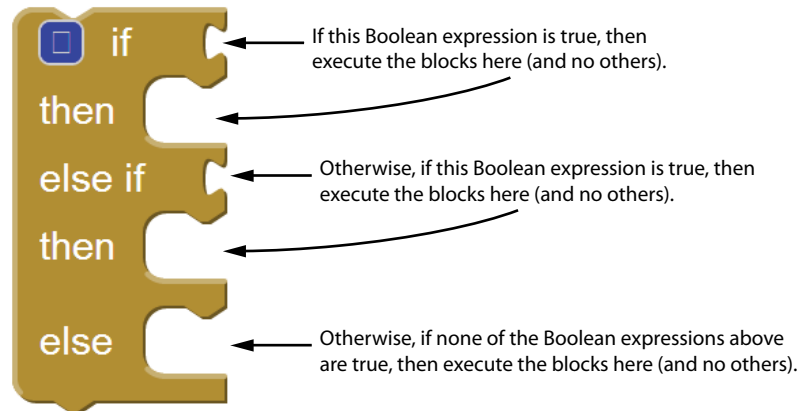 if
If this Boolean expression is true, then
execute the blocks here (and no others).
then
else if
Otherwise, if this Boolean expression is true, then
execute the blocks here (and no others).
then
else
Otherwise, if none of the Boolean expressions above
are true, then execute the blocks here (and no others).